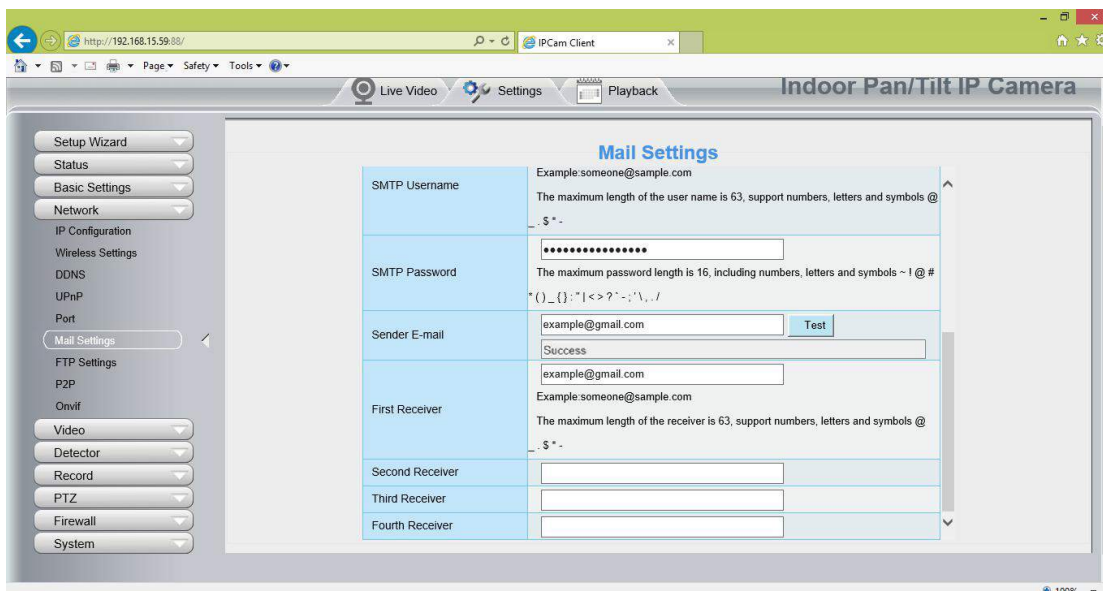 http://192.168.15.59:88/
IPCam Client
Page Safety Tools
Live Video Settings Playback Indoor Pan/Tilt IP Camera
Setup Wizard
Status
Basic Settings
Network
IP Configuration
Wireless Settings
DDNS
UPnP
Port
Mail Settings
FTP Settings
P2P
Onvif
Video
Detector
Record
PTZ
Firewall
System
Mail Settings
SMTP Username
Example:someone@sample.com
The maximum length of the user name is 63, support numbers, letters and symbols @
_ . $ * -
SMTP Password
••••••••••••••••
The maximum password length is 16, including numbers, letters and symbols ~ ! @ #
* ( ) _ { } : " | < > ? ` - ; ' \ , . /
Sender E-mail
example@gmail.com Test
Success
First Receiver
example@gmail.com
Example:someone@sample.com
The maximum length of the receiver is 63, support numbers, letters and symbols @
_ . $ * -
Second Receiver
Third Receiver
Fourth Receiver
100%